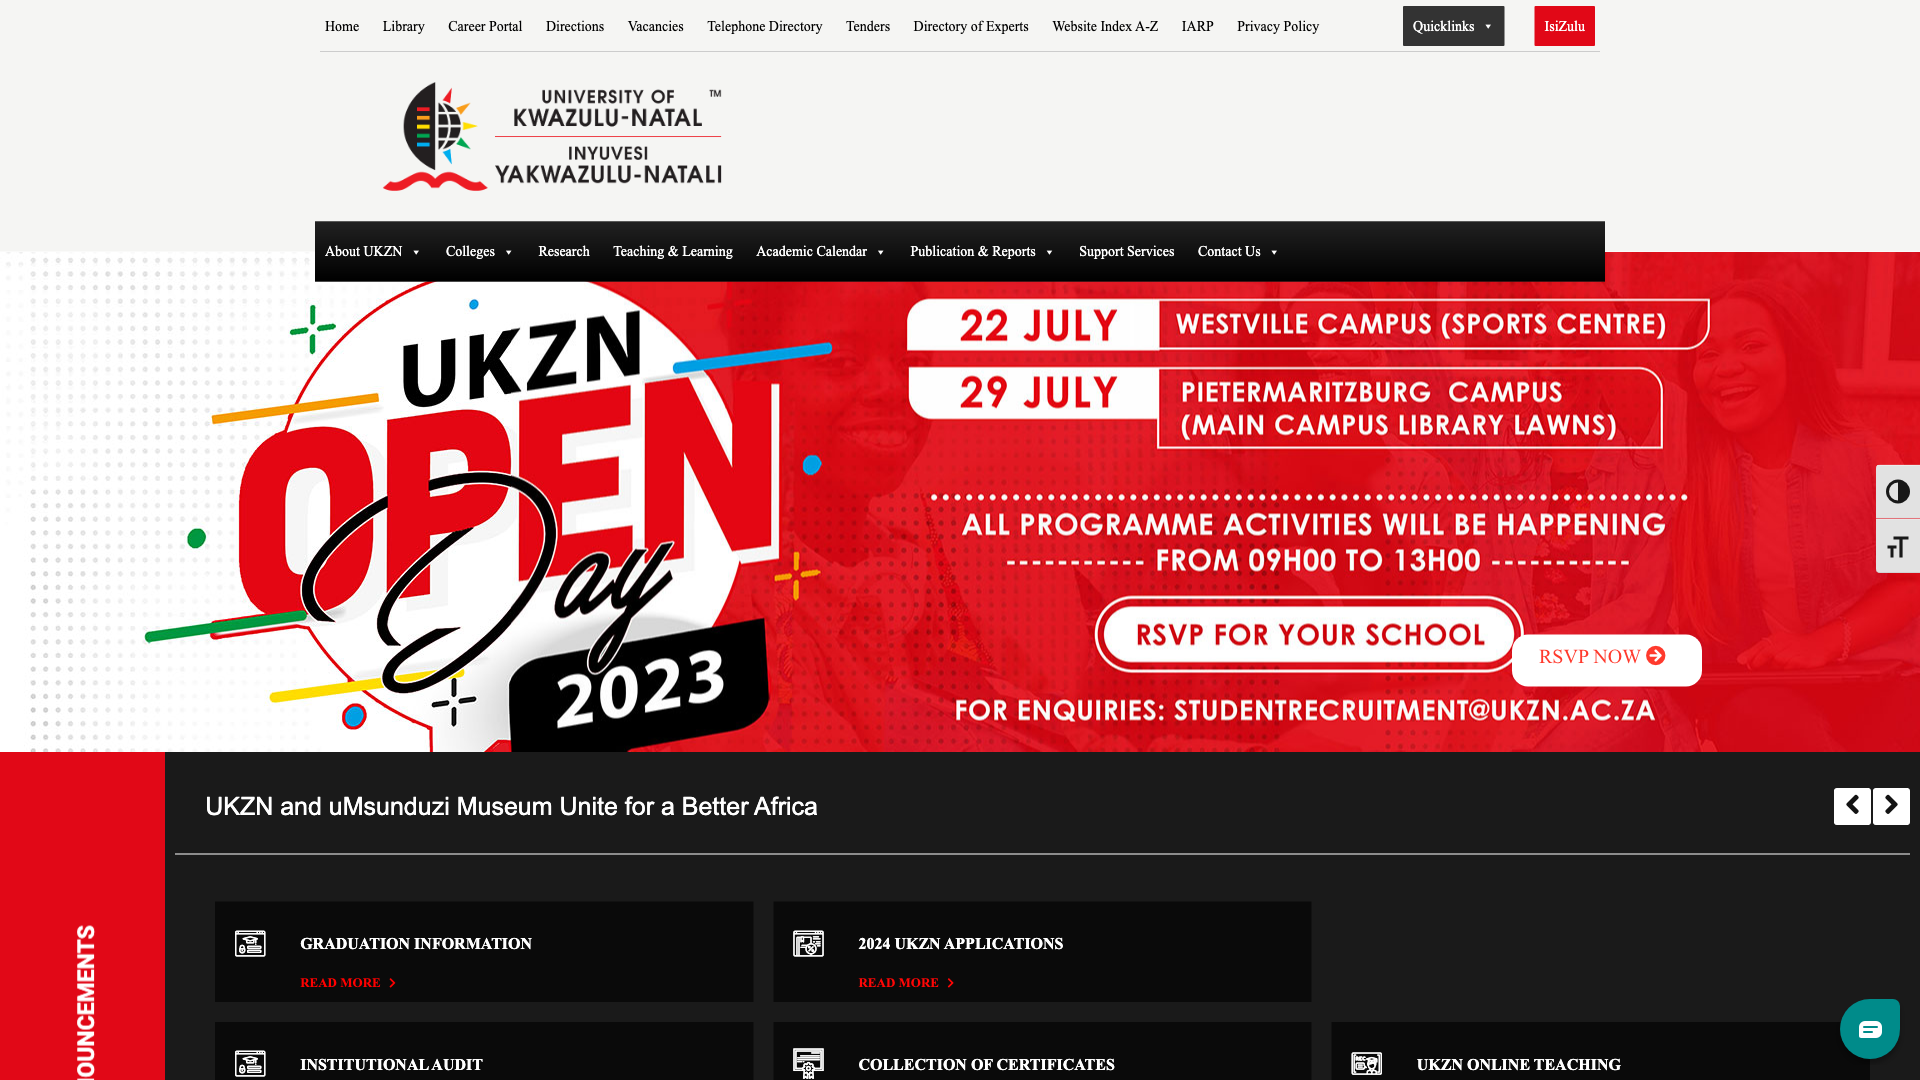 Home Library Career Portal Directions Vacancies Telephone Directory Tenders Directory of Experts Website Index A-Z IARP Privacy Policy Quicklinks IsiZulu
UNIVERSITY OF ™
KWAZULU-NATAL
INYUVESI
YAKWAZULU-NATALI
About UKZN Colleges Research Teaching & Learning Academic Calendar Publication & Reports Support Services Contact Us
UKZN
OPEN
Day
2023
22 JULY WESTVILLE CAMPUS (SPORTS CENTRE)
29 JULY PIETERMARITZBURG CAMPUS
(MAIN CAMPUS LIBRARY LAWNS)
ALL PROGRAMME ACTIVITIES WILL BE HAPPENING
FROM 09H00 TO 13H00
RSVP FOR YOUR SCHOOL
RSVP NOW
FOR ENQUIRIES: STUDENTRECRUITMENT@UKZN.AC.ZA
UKZN and uMsunduzi Museum Unite for a Better Africa
GRADUATION INFORMATION
READ MORE
2024 UKZN APPLICATIONS
READ MORE
INSTITUTIONAL AUDIT
COLLECTION OF CERTIFICATES
UKZN ONLINE TEACHING